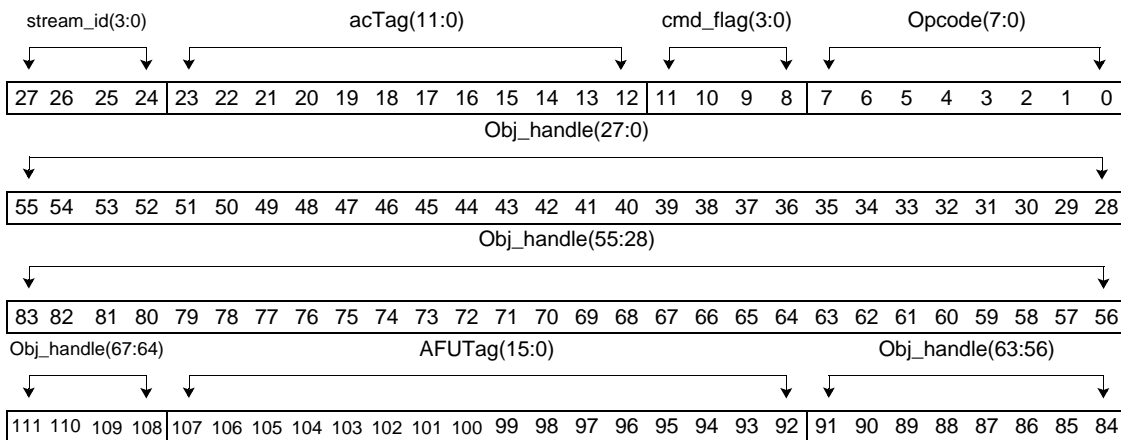 stream_id(3:0) acTag(11:0) cmd_flag(3:0) Opcode(7:0)
27 26 25 24 23 22 21 20 19 18 17 16 15 14 13 12 11 10 9 8 7 6 5 4 3 2 1 0
Obj_handle(27:0)
55 54 53 52 51 50 49 48 47 46 45 44 43 42 41 40 39 38 37 36 35 34 33 32 31 30 29 28
Obj_handle(55:28)
83 82 81 80 79 78 77 76 75 74 73 72 71 70 69 68 67 66 65 64 63 62 61 60 59 58 57 56
Obj_handle(67:64) AFUTag(15:0) Obj_handle(63:56)
111 110 109 108 107 106 105 104 103 102 101 100 99 98 97 96 95 94 93 92 91 90 89 88 87 86 85 84